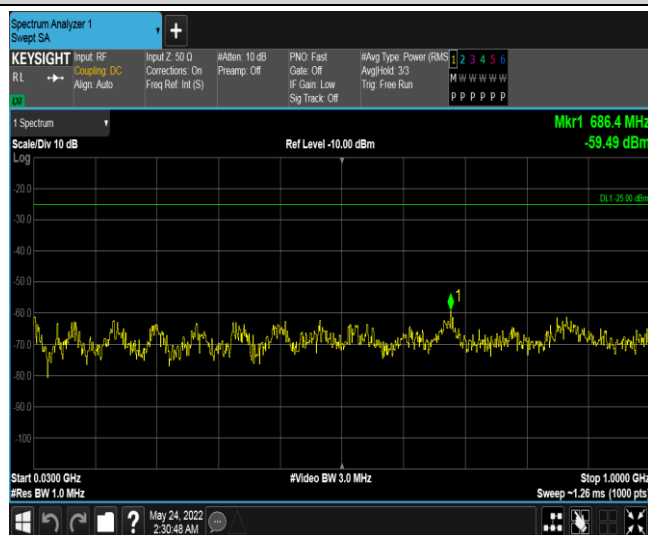 Spectrum Analyzer 1
Swept SA
+
KEYSIGHT
RL
Input: RF
Coupling: DC
Align: Auto
Input Z: 50 Ω
Corrections: On
Freq Ref: Int (S)
#Atten: 10 dB
Preamp: Off
PNO: Fast
Gate: Off
IF Gain: Low
Sig Track: Off
#Avg Type: Power (RMS
Avg|Hold: 3/3
Trig: Free Run
1 2 3 4 5 6
M W W W W W
P P P P P P
1 Spectrum
Scale/Div 10 dB
Log
Ref Level -10.00 dBm
Mkr1 686.4 MHz
-59.49 dBm
DL1 -25.00 dBm
-20.0
-30.0
-40.0
-50.0
-60.0
-70.0
-80.0
-90.0
-100
1
Start 0.0300 GHz
#Res BW 1.0 MHz
#Video BW 3.0 MHz
Stop 1.0000 GHz
Sweep ~1.26 ms (1000 pts)
?
May 24, 2022
2:30:48 AM